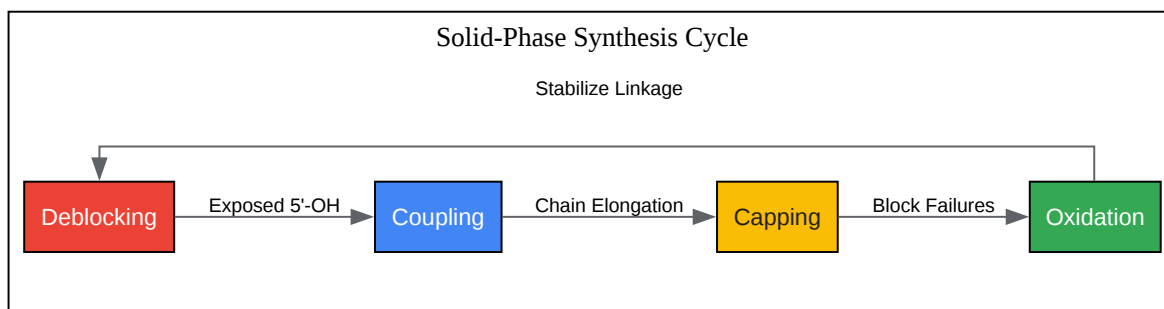 Solid-Phase Synthesis Cycle
Stabilize Linkage
Deblocking
Exposed 5'-OH
Coupling
Chain Elongation
Capping
Block Failures
Oxidation